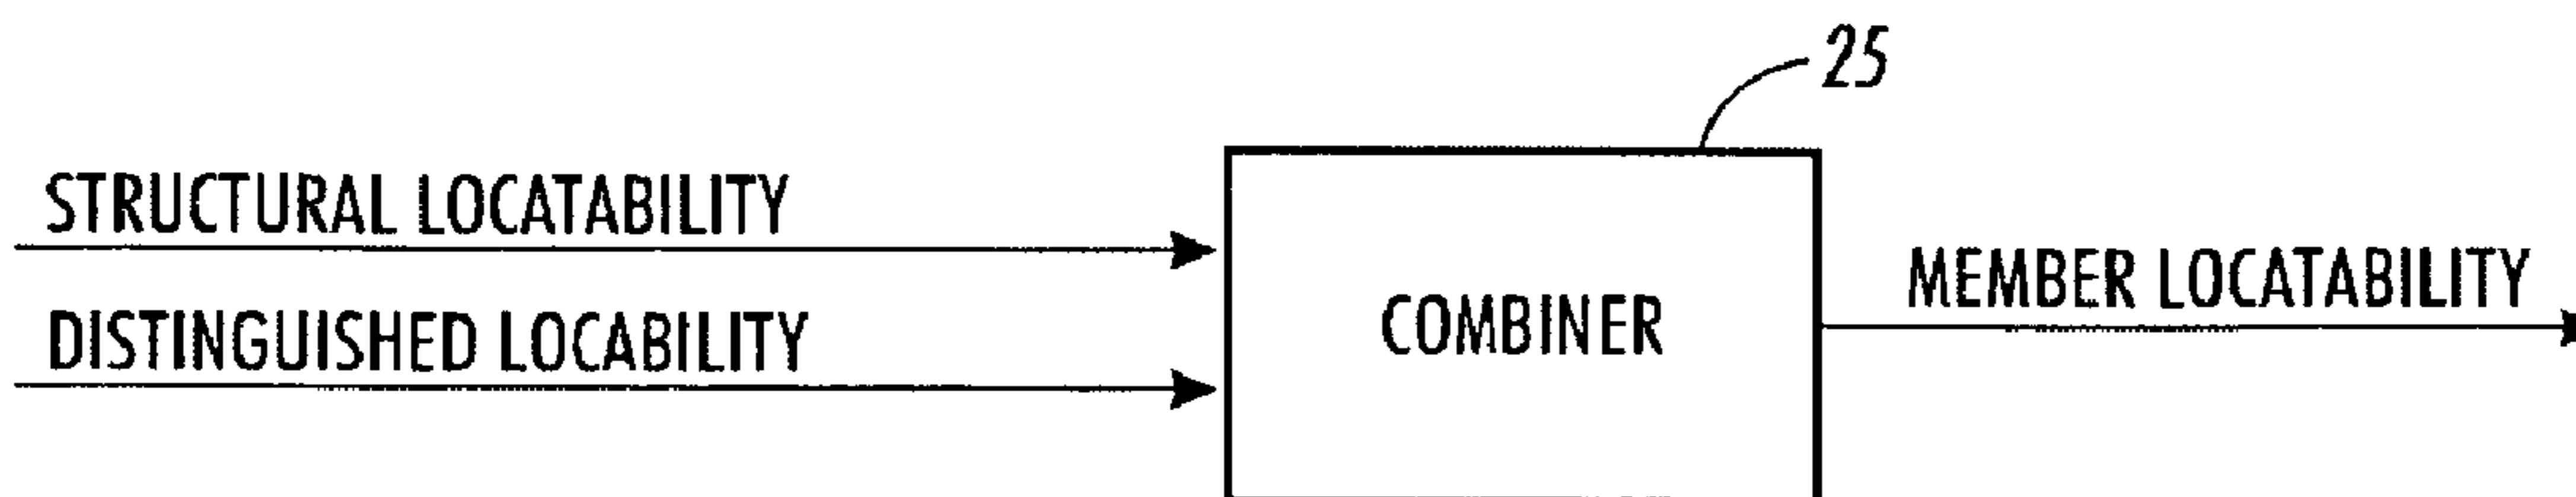 25
STRUCTURAL LOCATABILITY
DISTINGUISHED LOCABILITY
COMBINER
MEMBER LOCATABILITY